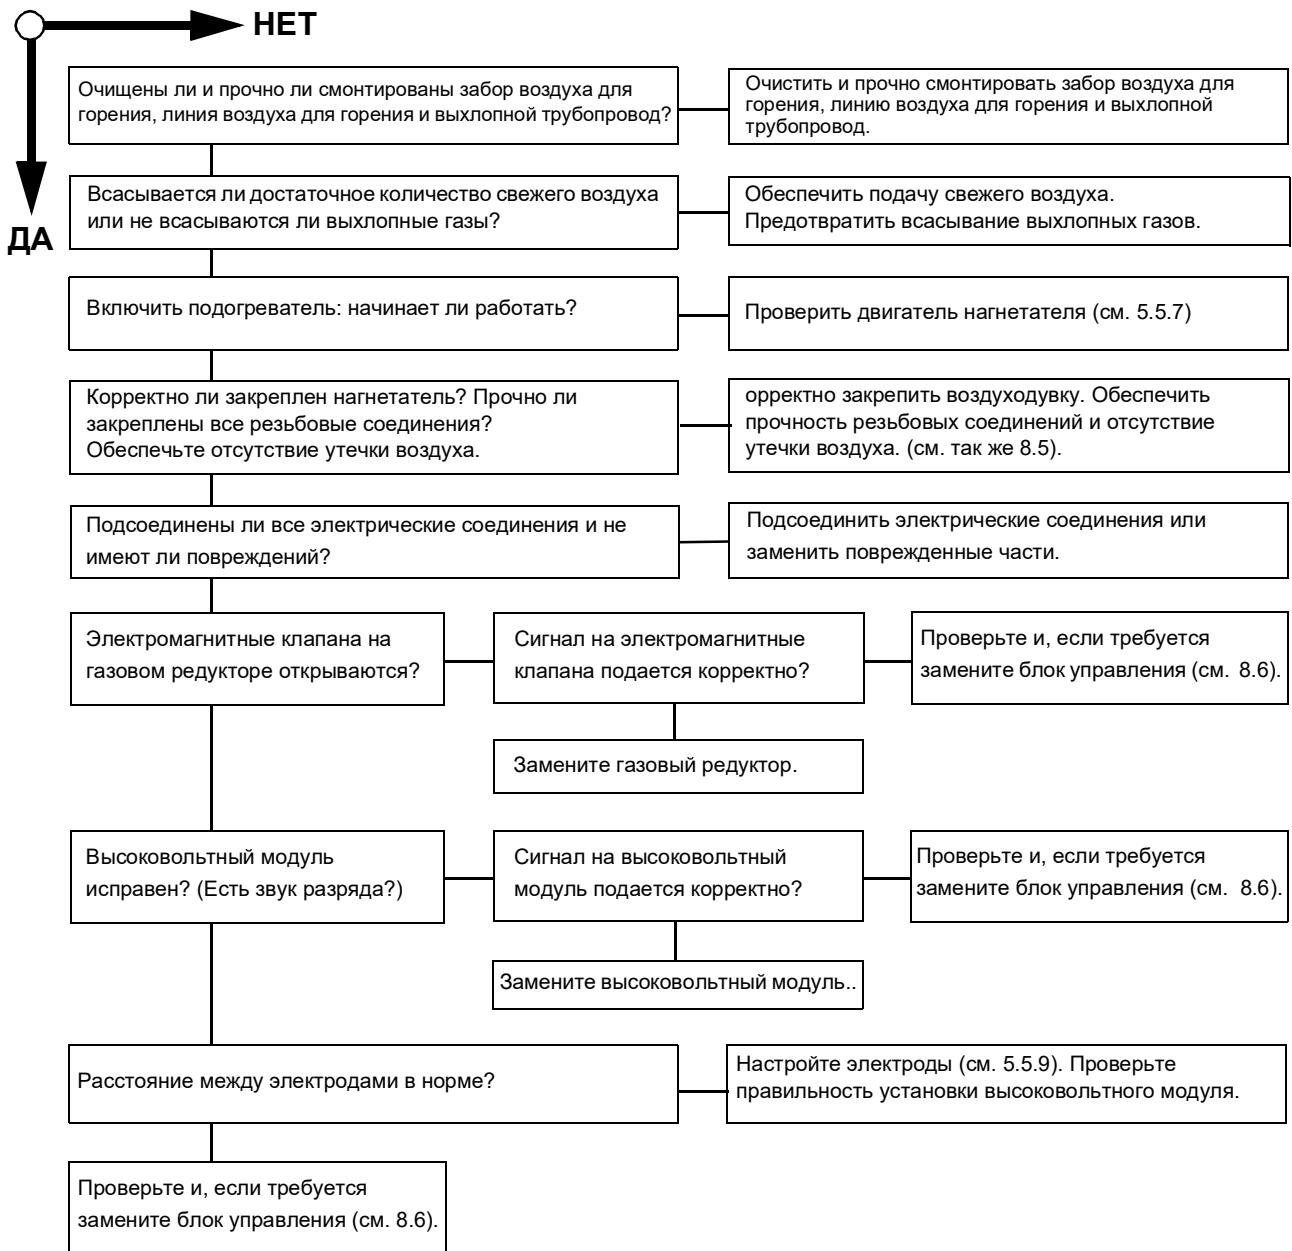 НЕТ
ДА
Очищены ли и прочно ли смонтированы забор воздуха для
горения, линия воздуха для горения и выхлопной трубопровод?
Очистить и прочно смонтировать забор воздуха для
горения, линию воздуха для горения и выхлопной
трубопровод.
Всасывается ли достаточное количество свежего воздуха
или не всасываются ли выхлопные газы?
Обеспечить подачу свежего воздуха.
Предотвратить всасывание выхлопных газов.
Включить подогреватель: начинает ли работать?
Проверить двигатель нагнетателя (см. 5.5.7)
Корректно ли закреплен нагнетатель? Прочно ли
закреплены все резьбовые соединения?
Обеспечьте отсутствие утечки воздуха.
орректно закрепить воздуходувку. Обеспечить
прочность резьбовых соединений и отсутствие
утечки воздуха. (см. так же 8.5).
Подсоединены ли все электрические соединения и не
имеют ли повреждений?
Подсоединить электрические соединения или
заменить поврежденные части.
Электромагнитные клапана на
газовом редукторе открываются?
Сигнал на электромагнитные
клапана подается корректно?
Проверьте и, если требуется
замените блок управления (см. 8.6).
Замените газовый редуктор.
Высоковольтный модуль
исправен? (Есть звук разряда?)
Сигнал на высоковольтный
модуль подается корректно?
Проверьте и, если требуется
замените блок управления (см. 8.6).
Замените высоковольтный модуль..
Расстояние между электродами в норме?
Настройте электроды (см. 5.5.9). Проверьте
правильность установки высоковольтного модуля.
Проверьте и, если требуется
замените блок управления (см. 8.6).